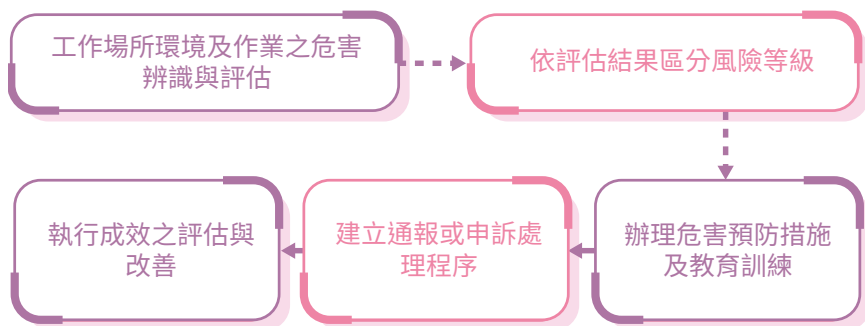 工作場所環境及作業之危害
辨識與評估
依評估結果區分風險等級
辦理危害預防措施
及教育訓練
建立通報或申訴處
理程序
執行成效之評估與
改善